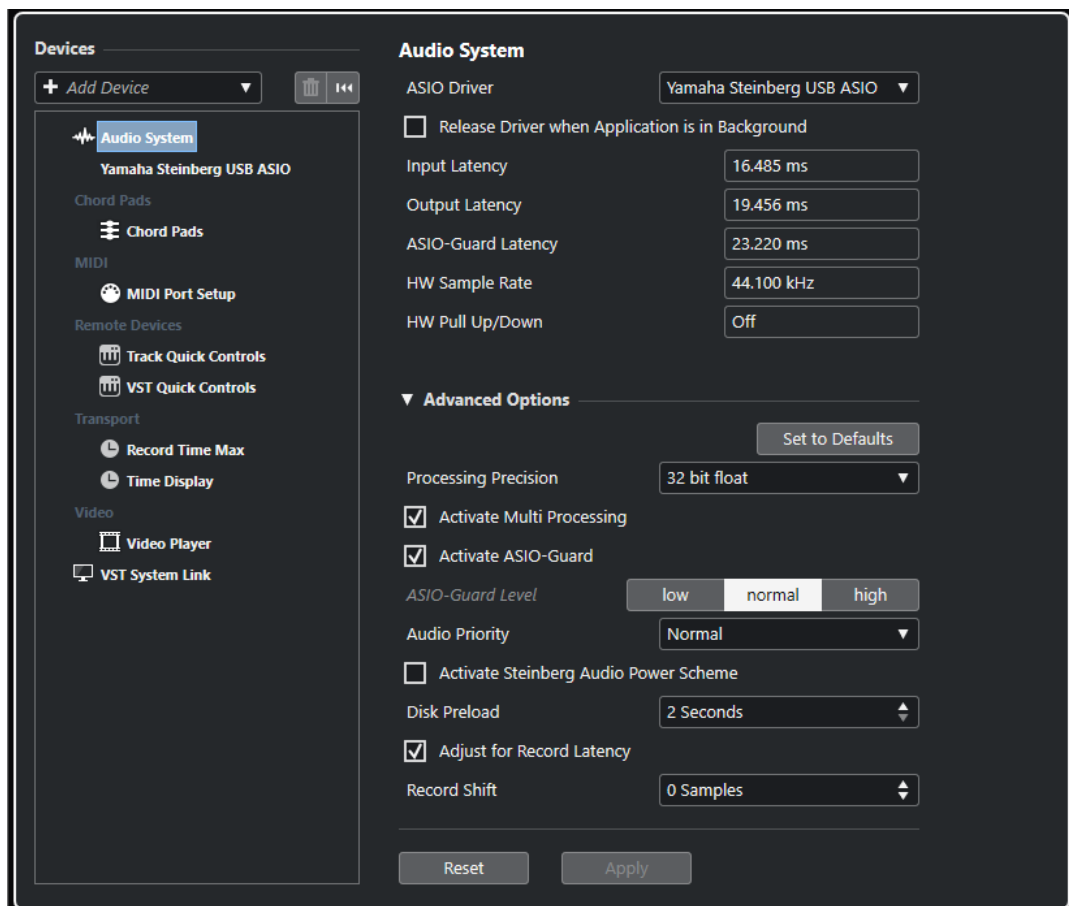 Devices
+ Add Device
Audio System
Yamaha Steinberg USB ASIO
Chord Pads
Chord Pads
MIDI
MIDI Port Setup
Remote Devices
Track Quick Controls
VST Quick Controls
Transport
Record Time Max
Time Display
Video
Video Player
VST System Link
Audio System
ASIO Driver Yamaha Steinberg USB ASIO
Release Driver when Application is in Background
Input Latency 16.485 ms
Output Latency 19.456 ms
ASIO-Guard Latency 23.220 ms
HW Sample Rate 44.100 kHz
HW Pull Up/Down Off
Advanced Options
Set to Defaults
Processing Precision 32 bit float
Activate Multi Processing
Activate ASIO-Guard
ASIO-Guard Level low normal high
Audio Priority Normal
Activate Steinberg Audio Power Scheme
Disk Preload 2 Seconds
Adjust for Record Latency
Record Shift 0 Samples
Reset Apply